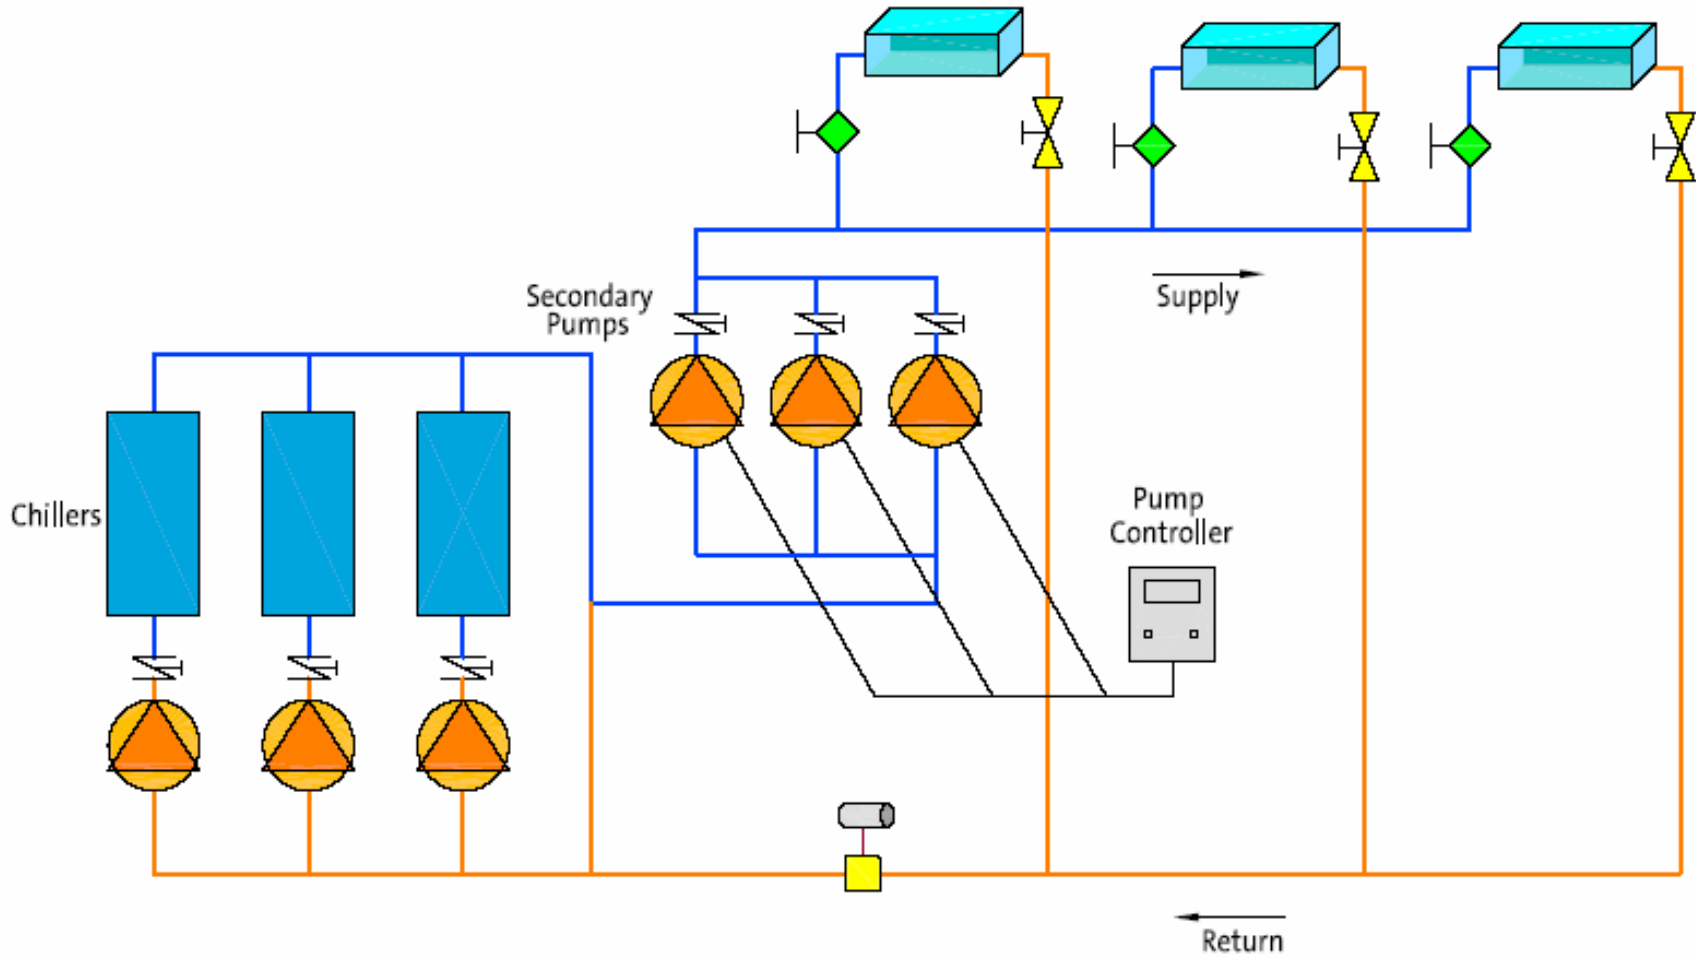 Secondary
Pumps
Supply
Chillers
Pump
Controller
Return